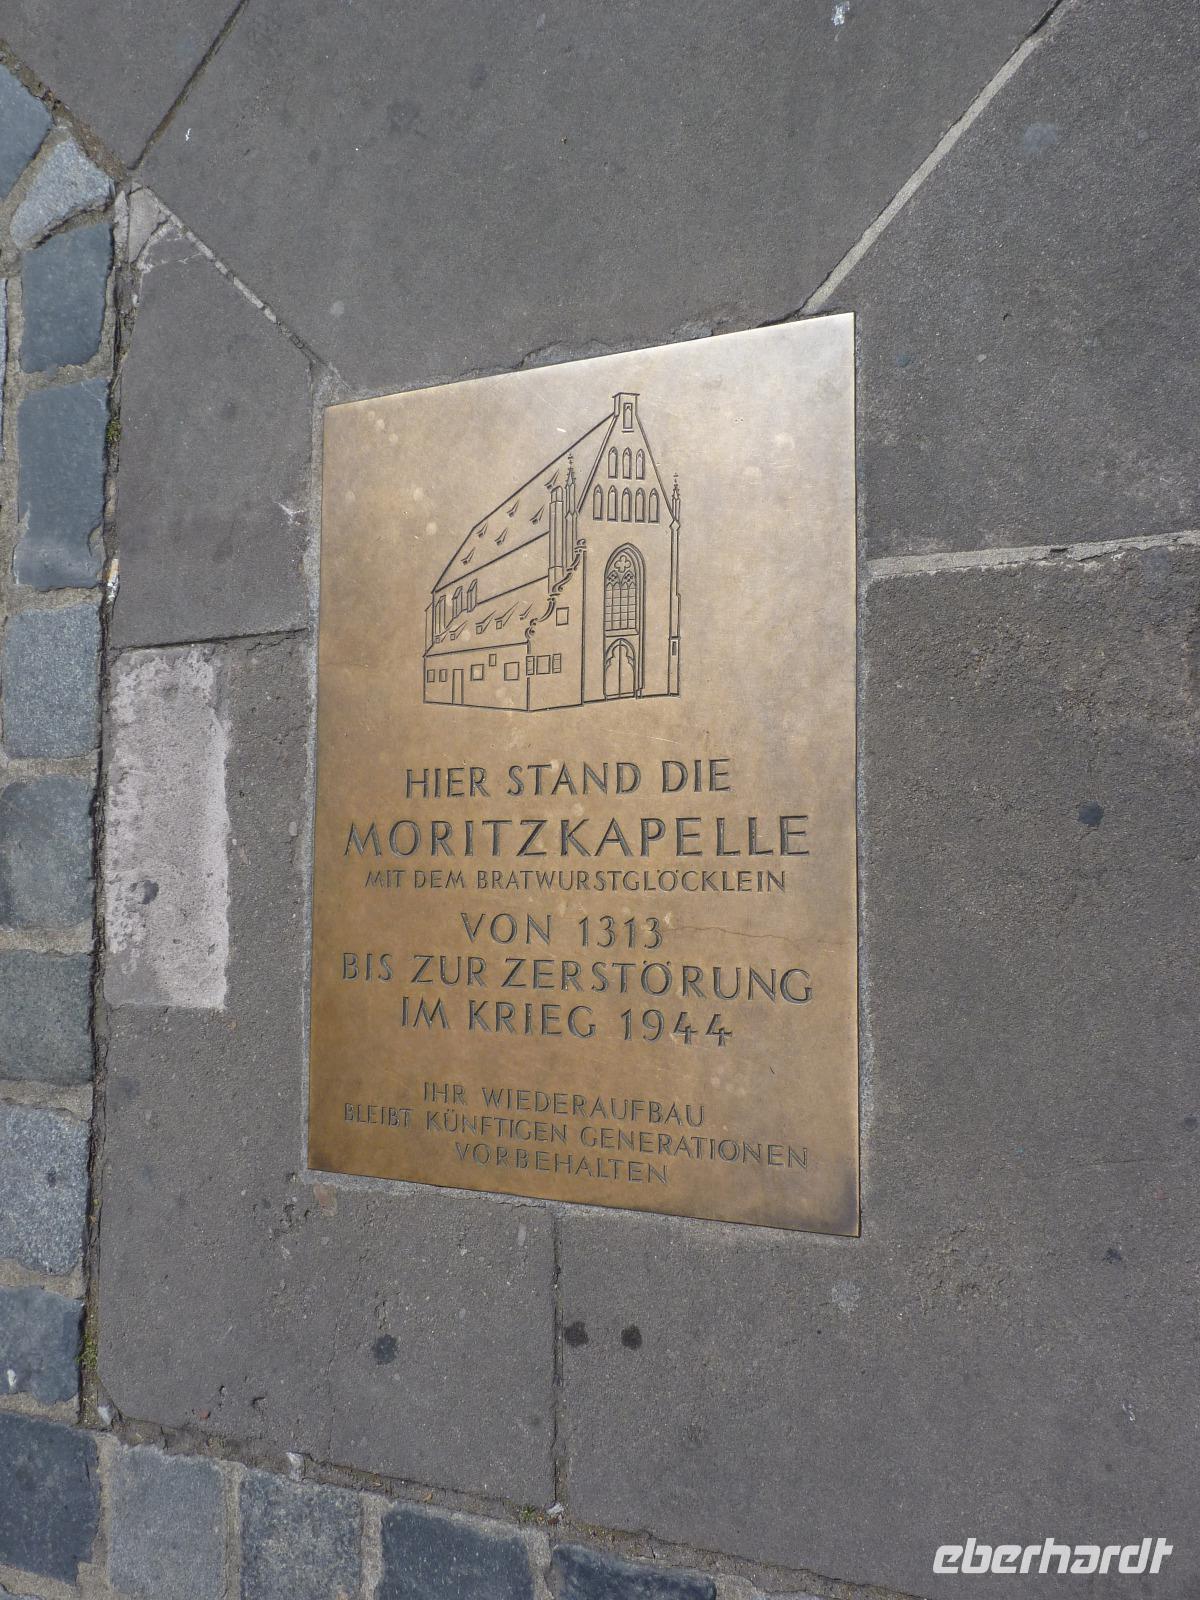 HIER STAND DIE
MORITZKAPELLE
MIT DEM BRATWURSTGLÖCKLEIN
VON 1313
BIS ZUR ZERSTÖRUNG
IM KRIEG 1944
IHR WIEDERAUFBAU
BLEIBT KÜNFTIGEN GENERATIONEN
VORBEHALTEN
eberhardt